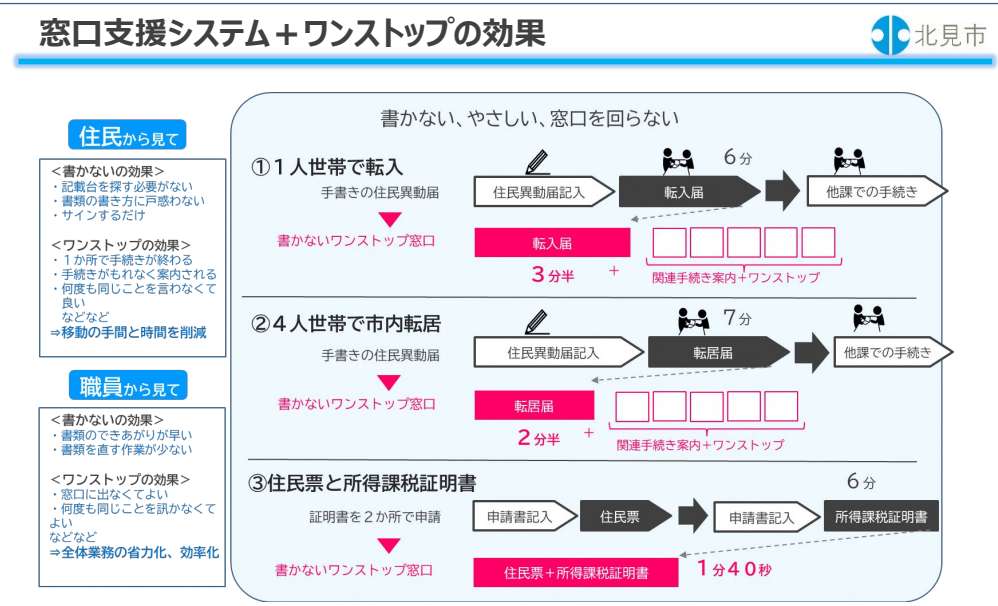 窓口支援システム＋ワンストップの効果
北見市
住民から見て
＜書かないの効果＞
・記載台を探す必要がない
・書類の書き方に戸惑わない
・サインするだけ
＜ワンストップの効果＞
・１か所で手続きが終わる
・手続きがもれなく案内される
・何度も同じことを言わなくて
良い
などなど
⇒移動の手間と時間を削減
職員から見て
＜書かないの効果＞
・書類のできあがりが早い
・書類を直す作業が少ない
＜ワンストップの効果＞
・窓口に出なくてよい
・何度も同じことを訊かなくて
よい
などなど
⇒全体業務の省力化、効率化
書かない、やさしい、窓口を回らない
①１人世帯で転入
6分
手書きの住民異動届
住民異動届記入
転入届
他課での手続き
書かないワンストップ窓口
転入届
3分半
+
関連手続き案内+ワンストップ
②４人世帯で市内転居
7分
手書きの住民異動届
住民異動届記入
転居届
他課での手続き
書かないワンストップ窓口
転居届
2分半
+
関連手続き案内+ワンストップ
③住民票と所得課税証明書
6分
証明書を２か所で申請
申請書記入
住民票
申請書記入
所得課税証明書
書かないワンストップ窓口
住民票＋所得課税証明書
1分40秒